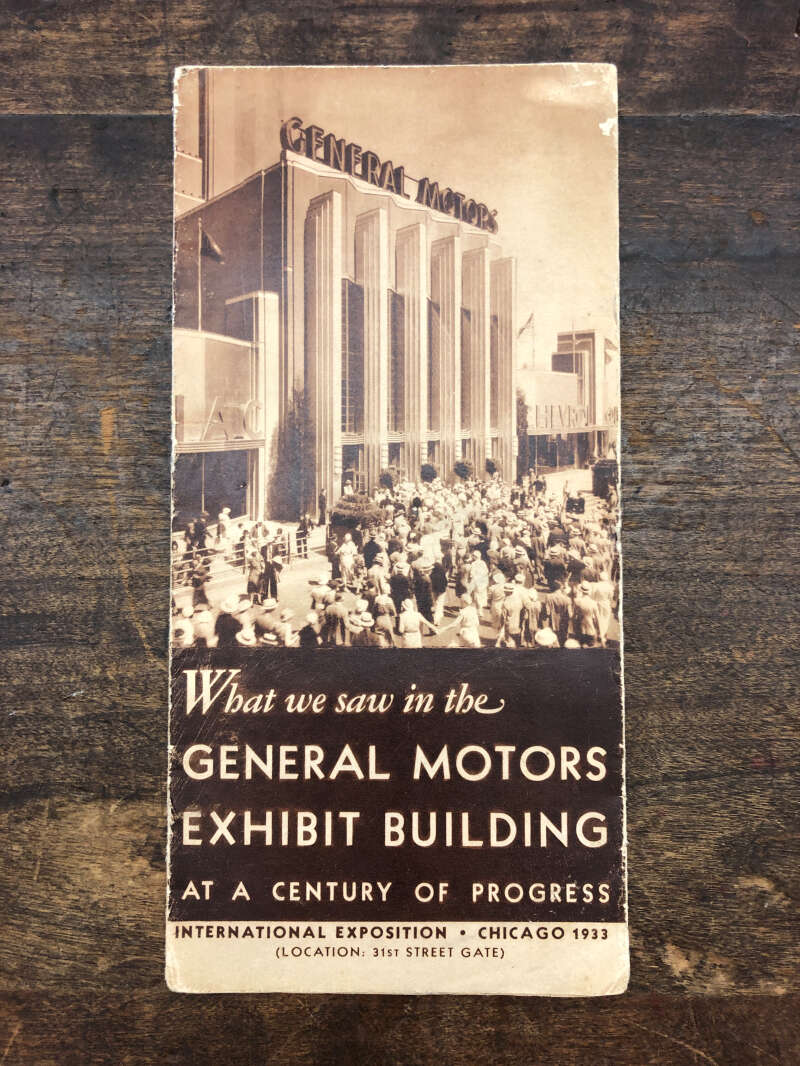 GENERAL MOTORS
What we saw in the
GENERAL MOTORS
EXHIBIT BUILDING
AT A CENTURY OF PROGRESS
INTERNATIONAL EXPOSITION • CHICAGO 1933
(LOCATION: 31ST STREET GATE)